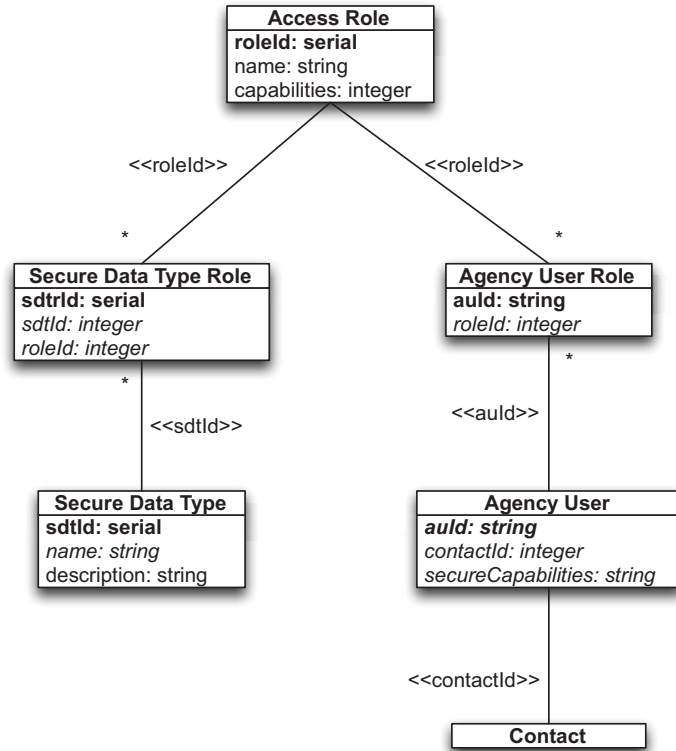 Access Role
roleId: serial
name: string
capabilities: integer
<<roleId>>
<<roleId>>
*
*
Secure Data Type Role
sdtrId: serial
sdtId: integer
roleId: integer
Agency User Role
auId: string
roleId: integer
*
*
<<sdtId>>
<<auId>>
Secure Data Type
sdtId: serial
name: string
description: string
Agency User
auId: string
contactId: integer
secureCapabilities: string
<<contactId>>
Contact